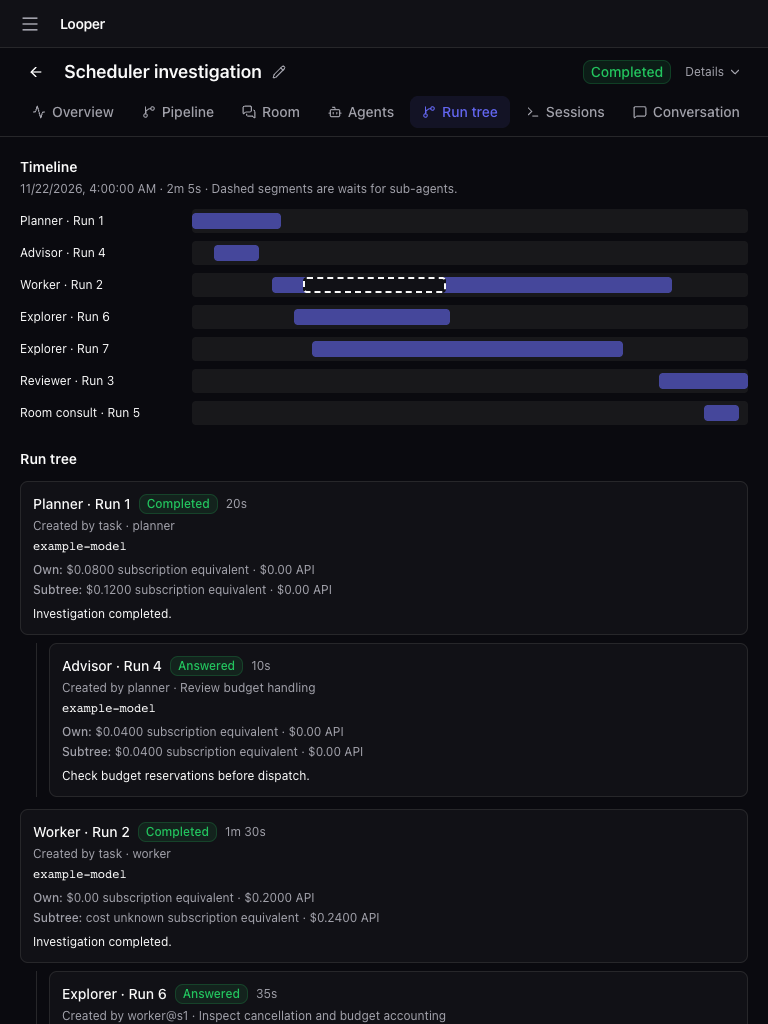 Looper
Scheduler investigation
Completed
Details
Overview
Pipeline
Room
Agents
Run tree
Sessions
Conversation
Timeline
11/22/2026, 4:00:00 AM · 2m 5s · Dashed segments are waits for sub-agents.
Planner · Run 1
Advisor · Run 4
Worker · Run 2
Explorer · Run 6
Explorer · Run 7
Reviewer · Run 3
Room consult · Run 5
Run tree
Planner · Run 1 Completed 20s
Created by task · planner
example-model
Own: $0.0800 subscription equivalent · $0.00 API
Subtree: $0.1200 subscription equivalent · $0.00 API
Investigation completed.
Advisor · Run 4 Answered 10s
Created by planner · Review budget handling
example-model
Own: $0.0400 subscription equivalent · $0.00 API
Subtree: $0.0400 subscription equivalent · $0.00 API
Check budget reservations before dispatch.
Worker · Run 2 Completed 1m 30s
Created by task · worker
example-model
Own: $0.00 subscription equivalent · $0.2000 API
Subtree: cost unknown subscription equivalent · $0.2400 API
Investigation completed.
Explorer · Run 6 Answered 35s
Created by worker@s1 · Inspect cancellation and budget accounting